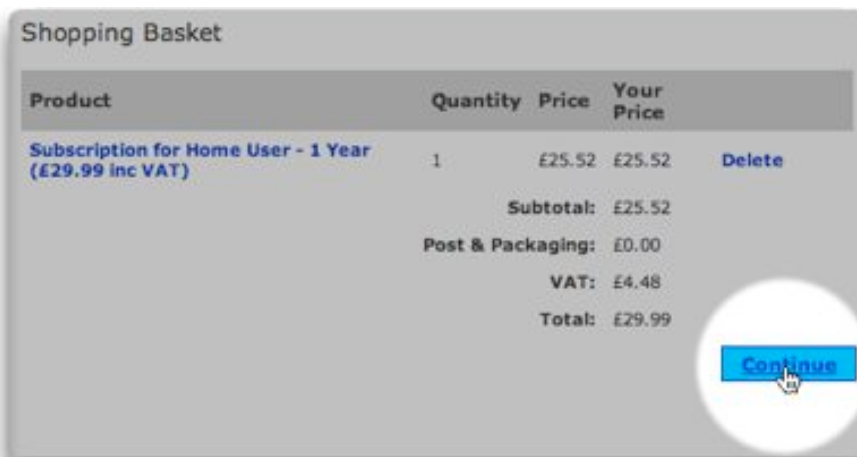 Shopping Basket
Product Quantity Price Your Price
Subscription for Home User - 1 Year
(£29.99 inc VAT)
1 £25.52 £25.52 Delete
Subtotal: £25.52
Post & Packaging: £0.00
VAT: £4.48
Total: £29.99
Continue